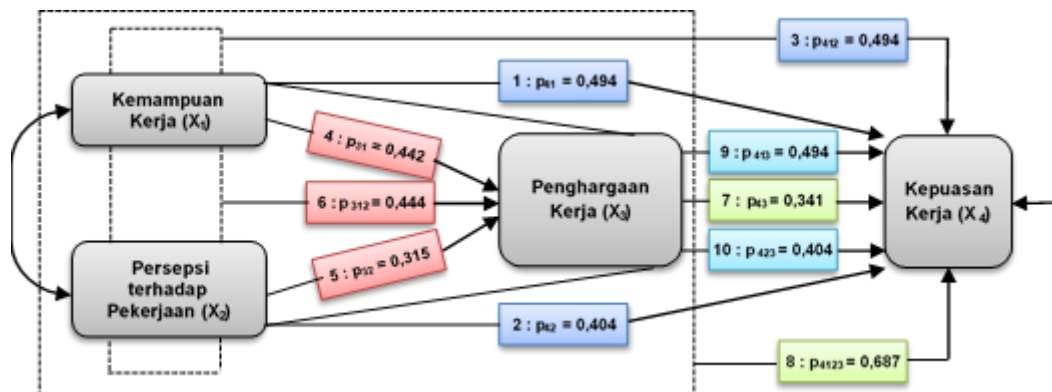 3 : p₄₁₂ = 0,494
1 : p₄₁ = 0,494
Kemampuan
Kerja (X₁)
4 : p₃₁ = 0,442
9 : p₄₁₃ = 0,494
Penghargaan
Kerja (X₃)
6 : p₃₁₂ = 0,444
7 : p₄₃ = 0,341
Kepuasan
Kerja (X₄)
Persepsi
terhadap
Pekerjaan (X₂)
5 : p₃₂ = 0,315
10 : p₄₂₃ = 0,404
2 : p₄₂ = 0,404
8 : p₄₁₂₃ = 0,687